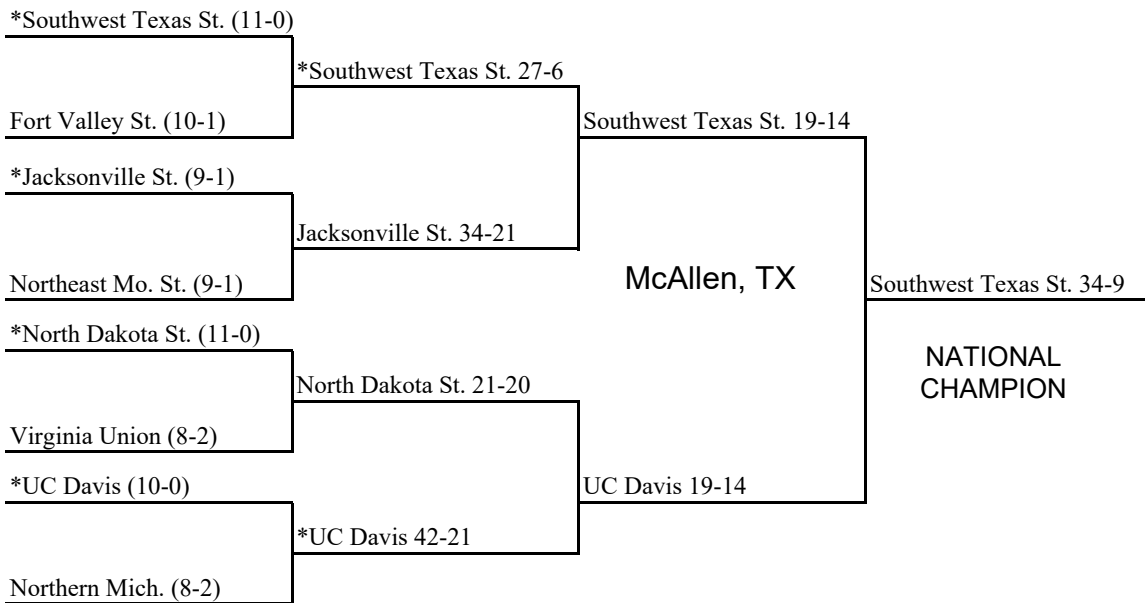 *Southwest Texas St. (11-0)
*Southwest Texas St. 27-6
Fort Valley St. (10-1)
Southwest Texas St. 19-14
*Jacksonville St. (9-1)
Jacksonville St. 34-21
McAllen, TX
Northeast Mo. St. (9-1)
Southwest Texas St. 34-9
*North Dakota St. (11-0)
NATIONAL
CHAMPION
North Dakota St. 21-20
Virginia Union (8-2)
*UC Davis (10-0)
UC Davis 19-14
*UC Davis 42-21
Northern Mich. (8-2)